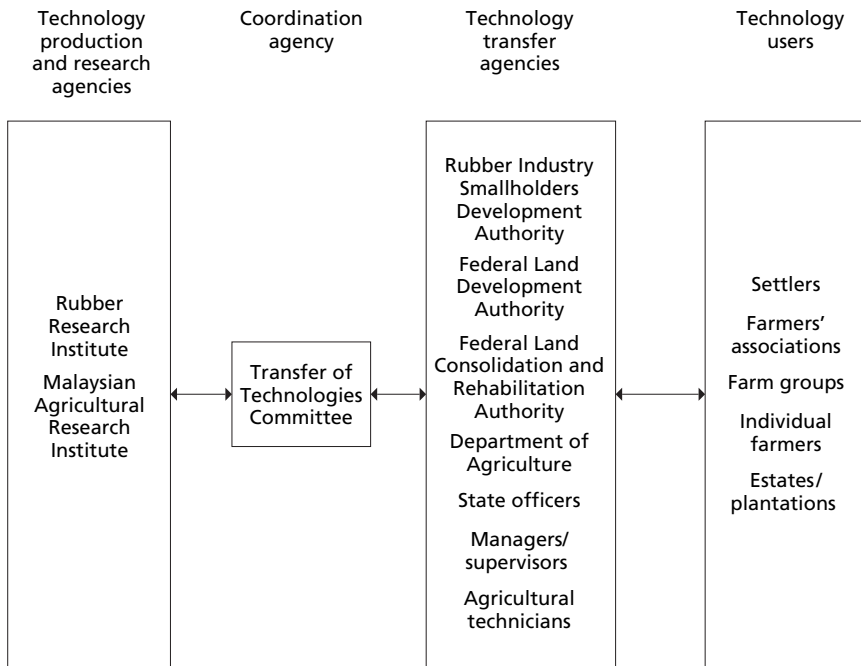 Technology
production
and research
agencies
Coordination
agency
Technology
transfer
agencies
Technology
users
Rubber
Research
Institute
Malaysian
Agricultural
Research
Institute
Transfer of
Technologies
Committee
Rubber Industry
Smallholders
Development
Authority
Federal Land
Development
Authority
Federal Land
Consolidation and
Rehabilitation
Authority
Department of
Agriculture
State officers
Managers/
supervisors
Agricultural
technicians
Settlers
Farmers’
associations
Farm groups
Individual
farmers
Estates/
plantations